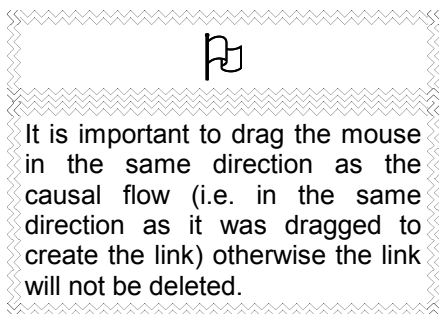 It is important to drag the mouse
in the same direction as the
causal flow (i.e. in the same
direction as it was dragged to
create the link) otherwise the link
will not be deleted.